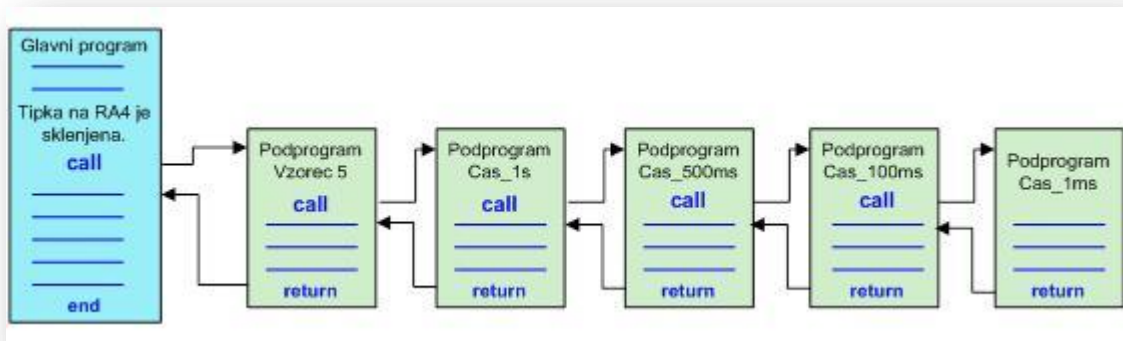 Glavni program
Tipka na RA4 je
sklenjena.
call
end
Podprogram
Vzorec 5
call
return
Podprogram
Cas_1s
call
return
Podprogram
Cas_500ms
call
return
Podprogram
Cas_100ms
call
return
Podprogram
Cas_1ms
return